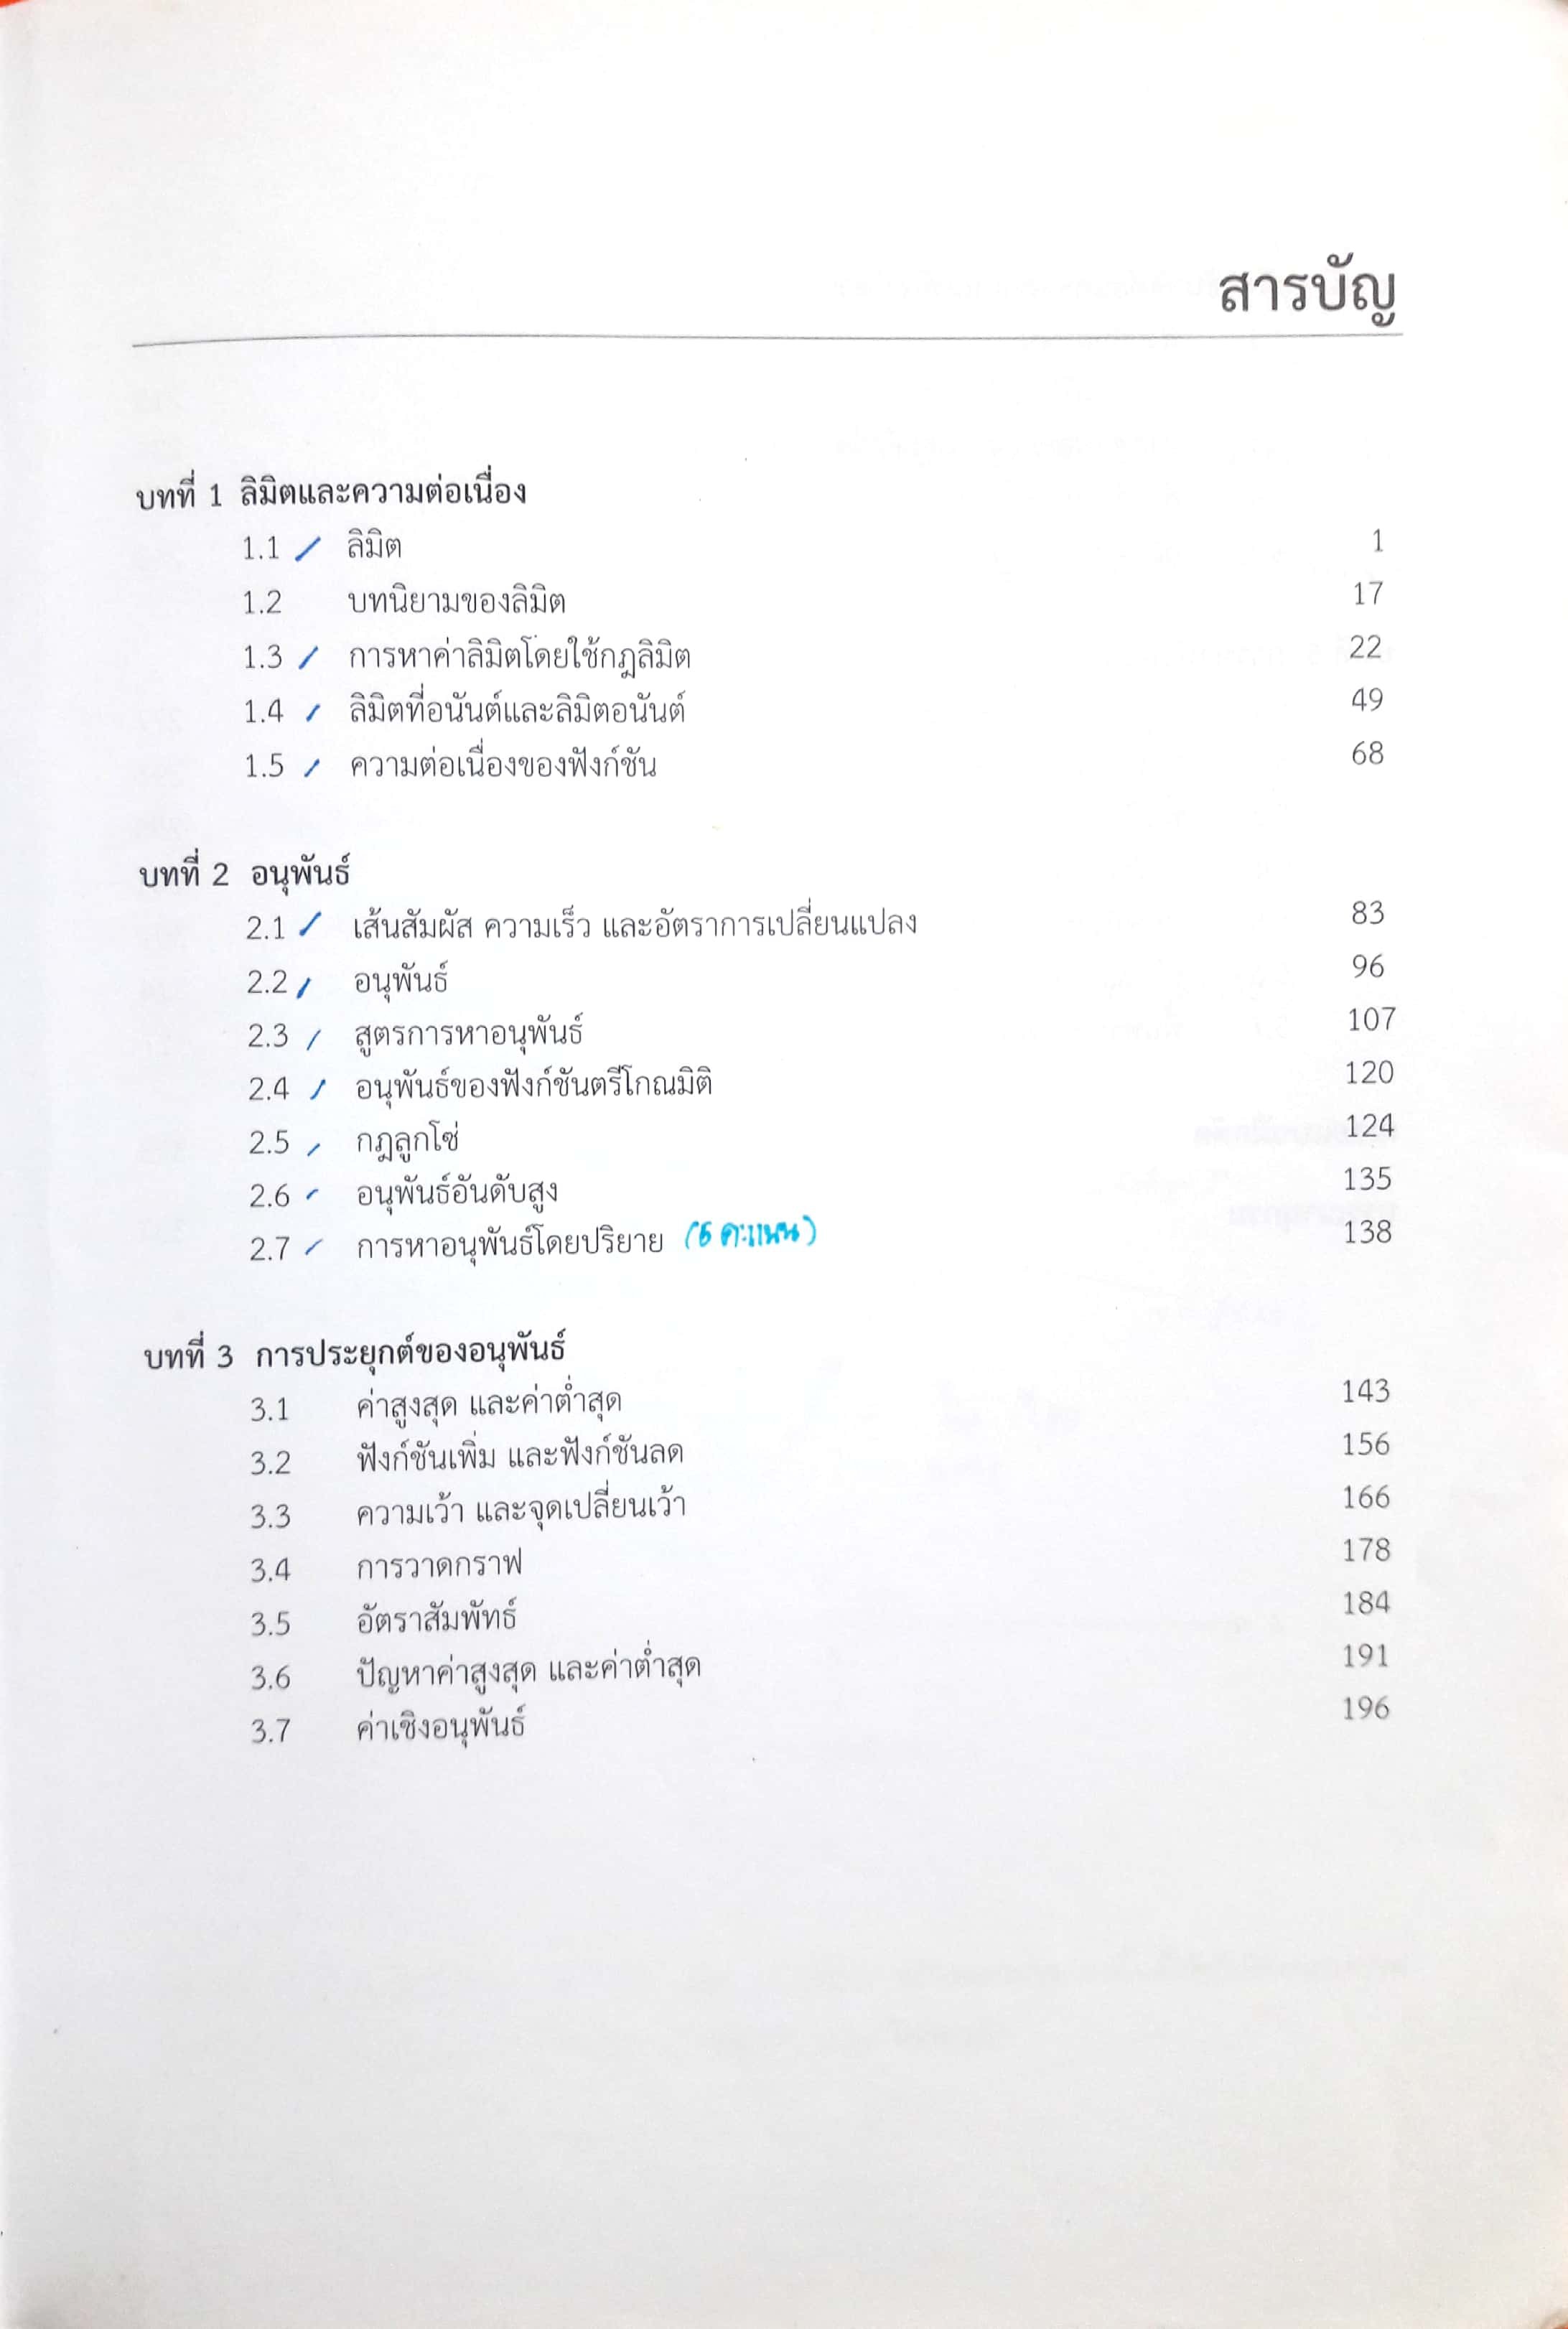 สารบัญ
บทที่ 1 ลิมิตและความต่อเนื่อง
1.1 / ลิมิต 1
1.2 บทนิยามของลิมิต 17
1.3 / การหาค่าลิมิตโดยใช้กฎลิมิต 22
1.4 / ลิมิตที่อนันต์และลิมิตอนันต์ 49
1.5 / ความต่อเนื่องของฟังก์ชัน 68
บทที่ 2 อนุพันธ์
2.1 / เส้นสัมผัส ความเร็ว และอัตราการเปลี่ยนแปลง 83
2.2 / อนุพันธ์ 96
2.3 / สูตรการหาอนุพันธ์ 107
2.4 / อนุพันธ์ของฟังก์ชันตรีโกณมิติ 120
2.5 / กฎลูกโซ่ 124
2.6 / อนุพันธ์อันดับสูง 135
2.7 / การหาอนุพันธ์โดยปริยาย (6 คะแนน) 138
บทที่ 3 การประยุกต์ของอนุพันธ์
3.1 ค่าสูงสุด และค่าต่ำสุด 143
3.2 ฟังก์ชันเพิ่ม และฟังก์ชันลด 156
3.3 ความเว้า และจุดเปลี่ยนเว้า 166
3.4 การวาดกราฟ 178
3.5 อัตราสัมพัทธ์ 184
3.6 ปัญหาค่าสูงสุด และค่าต่ำสุด 191
3.7 ค่าเชิงอนุพันธ์ 196